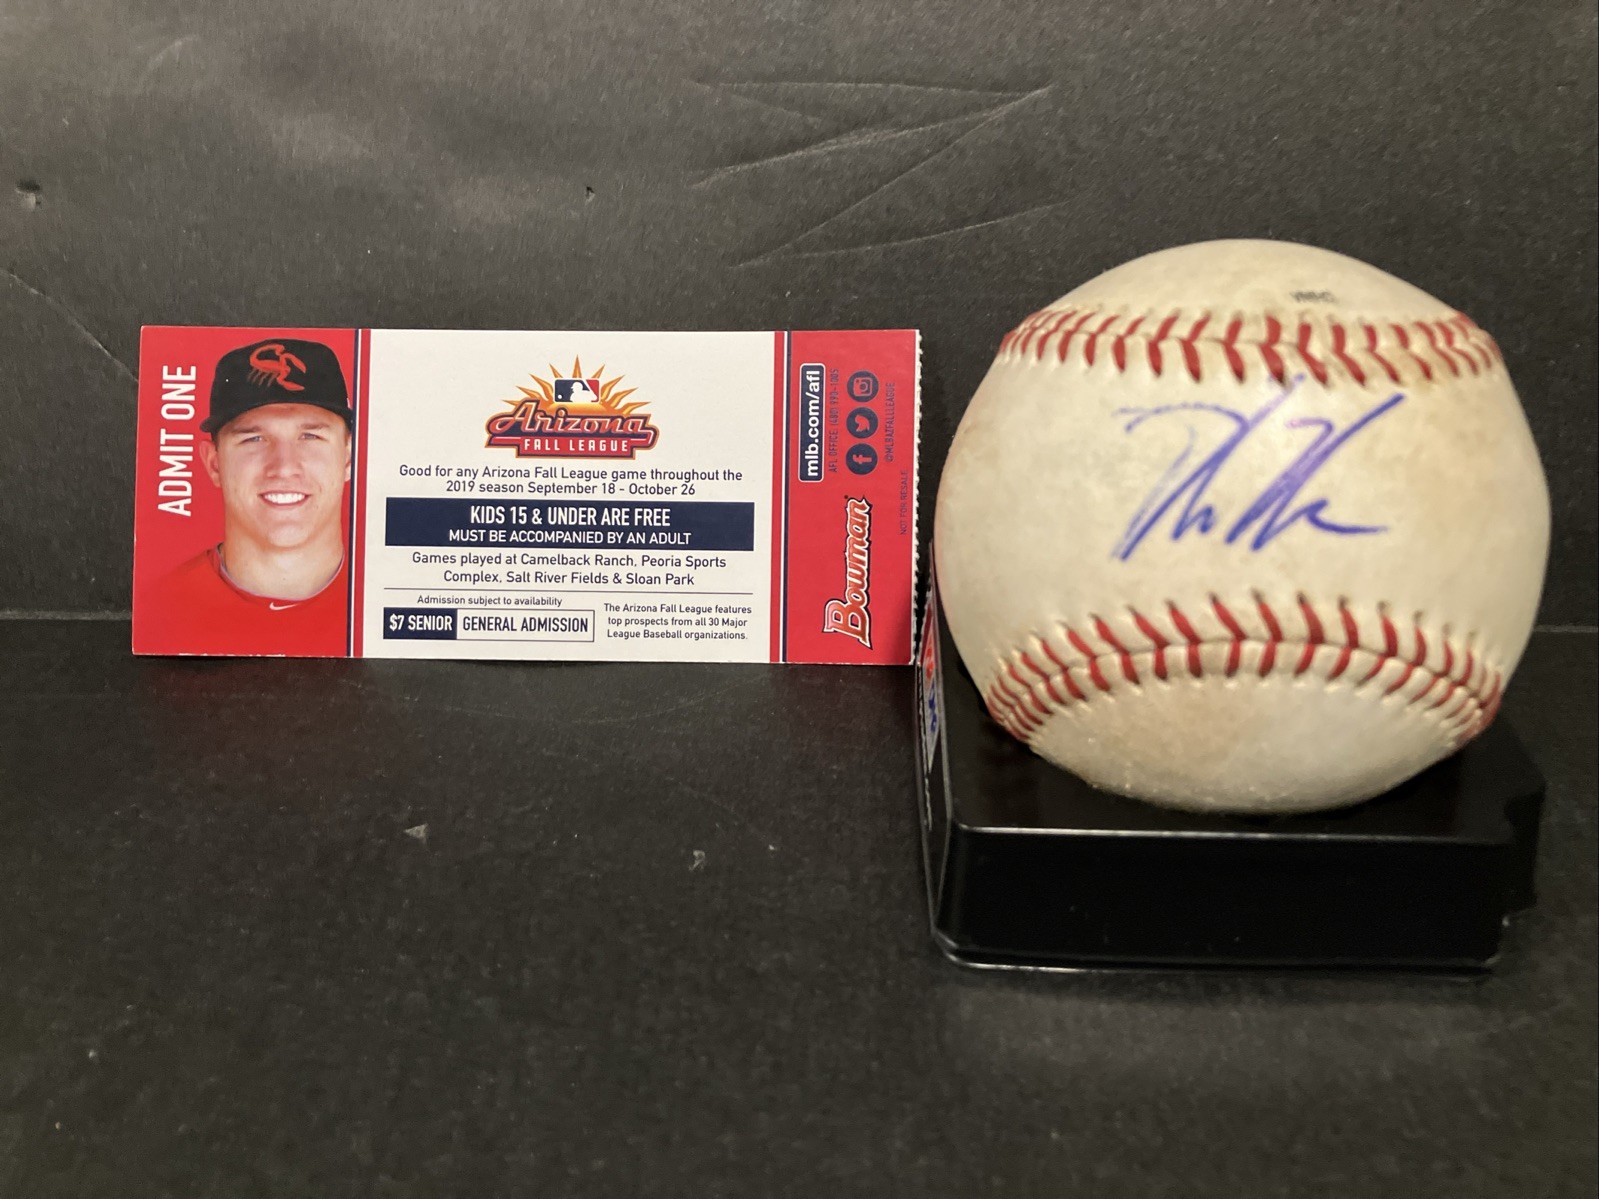 ADMIT ONE
Arizona
FALL LEAGUE
Good for any Arizona Fall League game throughout the
2019 season September 18 - October 26
KIDS 15 & UNDER ARE FREE
MUST BE ACCOMPANIED BY AN ADULT
Games played at Camelback Ranch, Peoria Sports
Complex, Salt River Fields & Sloan Park
Admission subject to availability
$7 SENIOR GENERAL ADMISSION
The Arizona Fall League features
top prospects from all 30 Major
League Baseball organizations.
mlb.com/afl
@MLBAZFALLLEAGUE
Bowman
NOT FOR RESALE